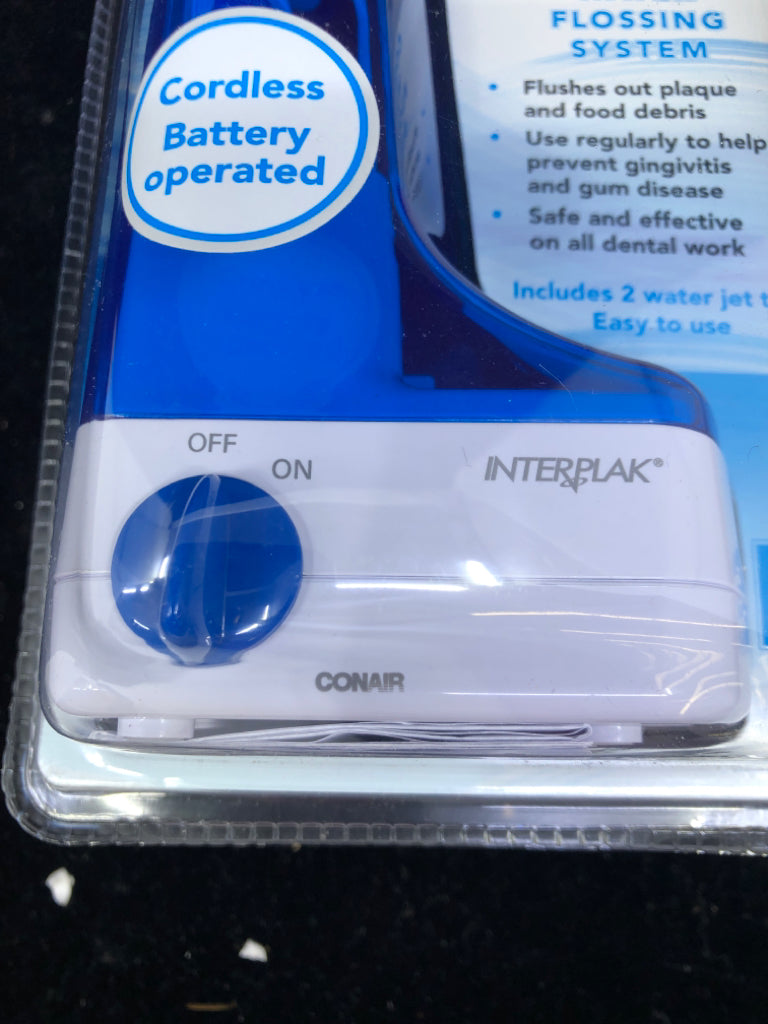 FLOSSING
SYSTEM
Cordless
Battery
operated
• Flushes out plaque
and food debris
• Use regularly to help
prevent gingivitis
and gum disease
• Safe and effective
on all dental work
Includes 2 water jet
Easy to use
OFF
ON
INTERPLAK®
CONAIR